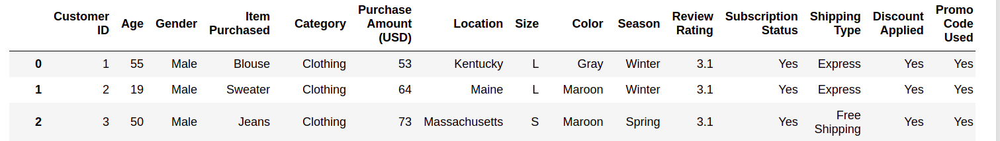 Customer ID Age Gender Item Purchased Category Purchase Amount (USD) Location Size Color Season Review Rating Subscription Status Shipping Type Discount Applied Promo Code Used
0 1 55 Male Blouse Clothing 53 Kentucky L Gray Winter 3.1 Yes Express Yes Yes
1 2 19 Male Sweater Clothing 64 Maine L Maroon Winter 3.1 Yes Express Yes Yes
2 3 50 Male Jeans Clothing 73 Massachusetts S Maroon Spring 3.1 Yes Free Shipping Yes Yes